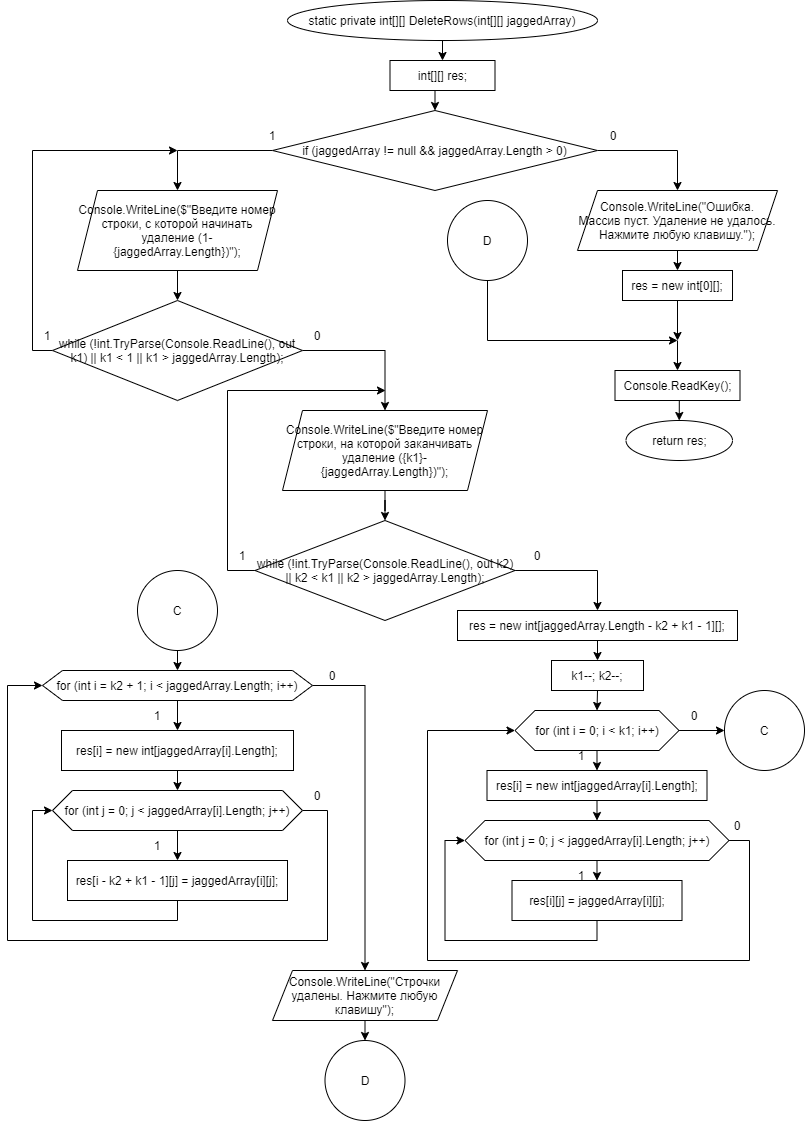 static private int[][] DeleteRows(int[][] jaggedArray)
int[][] res;
1
0
if (jaggedArray != null && jaggedArray.Length > 0)
Console.WriteLine($"Введите номер
строки, с которой начинать
удаление (1-
{jaggedArray.Length})");
D
Console.WriteLine("Ошибка.
Массив пуст. Удаление не удалось.
Нажмите любую клавишу.");
res = new int[0][];
1
0
while (!int.TryParse(Console.ReadLine(), out
k1) || k1 < 1 || k1 > jaggedArray.Length);
Console.ReadKey();
return res;
Console.WriteLine($"Введите номер
строки, на которой заканчивать
удаление ({k1}-
{jaggedArray.Length})");
1
0
while (!int.TryParse(Console.ReadLine(), out k2)
|| k2 < k1 || k2 > jaggedArray.Length);
res = new int[jaggedArray.Length - k2 + k1 - 1][];
k1--; k2--;
for (int i = 0; i < k1; i++)
0
C
1
res[i] = new int[jaggedArray[i].Length];
for (int j = 0; j < jaggedArray[i].Length; j++)
0
1
res[i][j] = jaggedArray[i][j];
C
for (int i = k2 + 1; i < jaggedArray.Length; i++)
0
1
res[i] = new int[jaggedArray[i].Length];
for (int j = 0; j < jaggedArray[i].Length; j++)
0
1
res[i - k2 + k1 - 1][j] = jaggedArray[i][j];
Console.WriteLine("Строчки
удалены. Нажмите любую
клавишу");
D